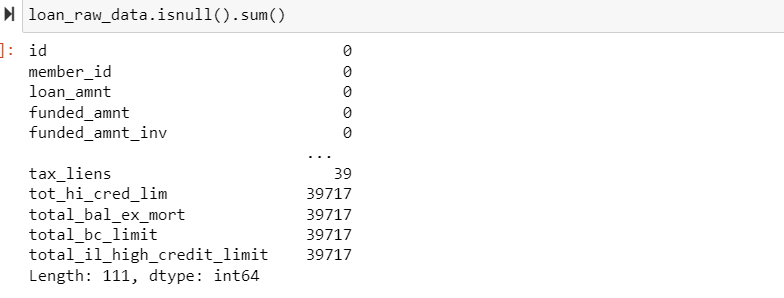 loan_raw_data.isnull().sum()
]: id 0
member_id 0
loan_amnt 0
funded_amnt 0
funded_amnt_inv 0
...
tax_liens 39
tot_hi_cred_lim 39717
total_bal_ex_mort 39717
total_bc_limit 39717
total_il_high_credit_limit 39717
Length: 111, dtype: int64